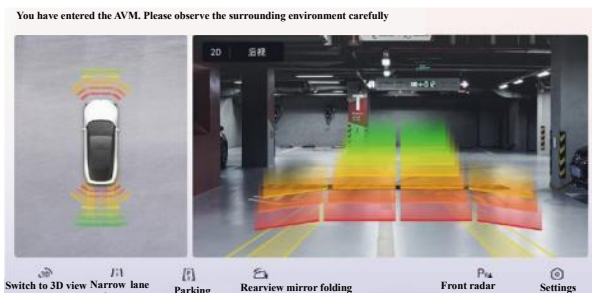 You have entered the AVM. Please observe the surrounding environment carefully
2D 后视
Switch to 3D view
Narrow lane
Parking
Rearview mirror folding
Front radar
Settings